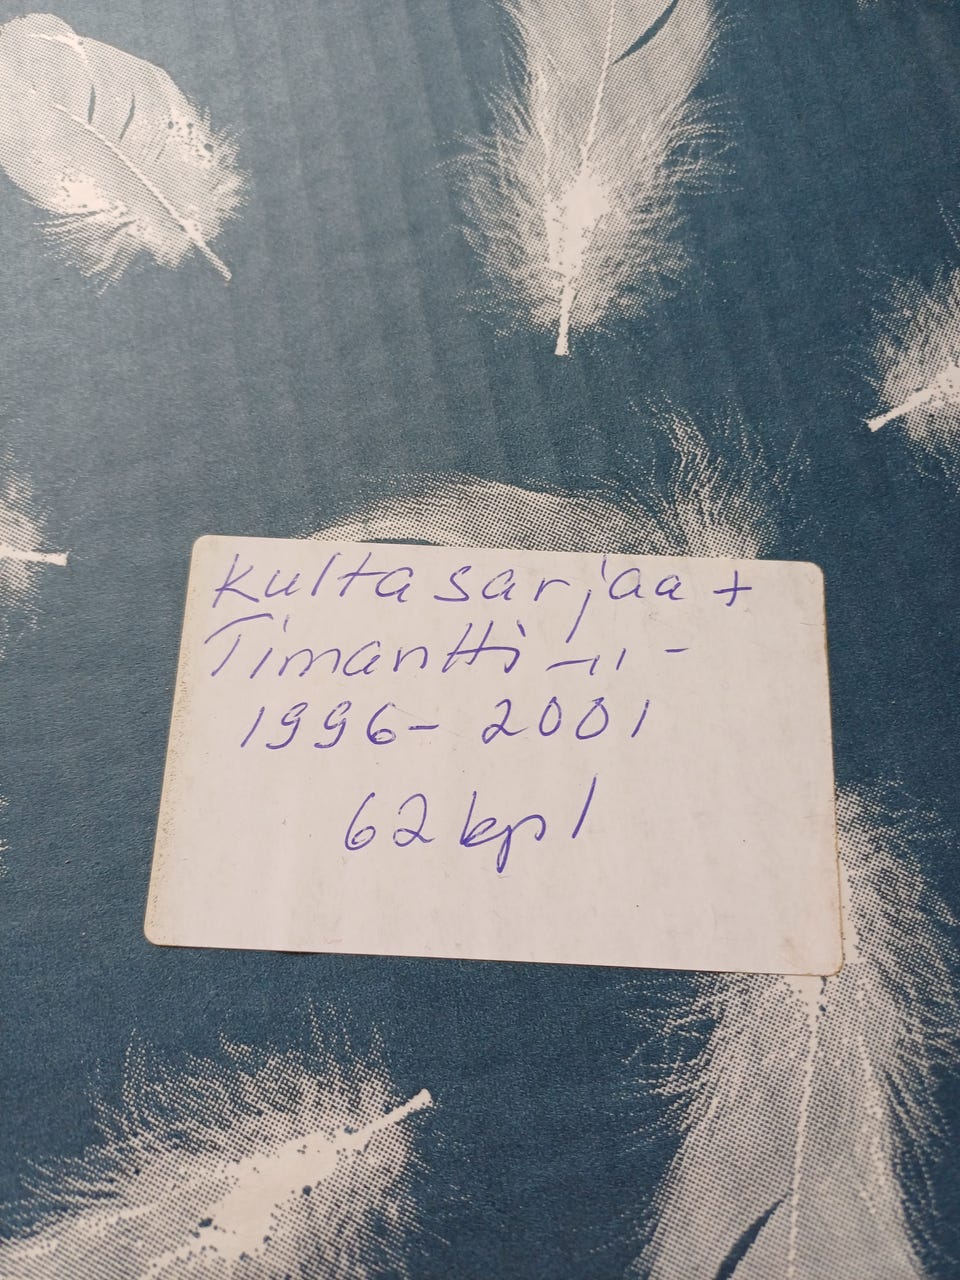 Kultasarjaa +
Timantti -"-
1996- 2001
62 kpl